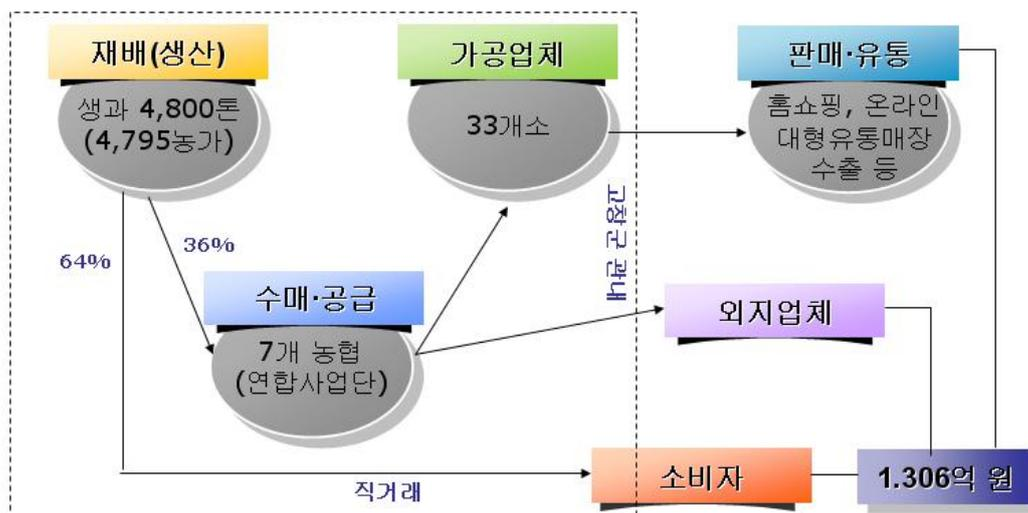 재배(생산)
생과 4,800톤
(4,795농가)
가공업체
33개소
판매·유통
홈쇼핑, 온라인
대형유통매장
수출 등
고창군 관내
64%
36%
수매·공급
7개 농협
(연합사업단)
외지업체
직거래
소비자
1.306억 원